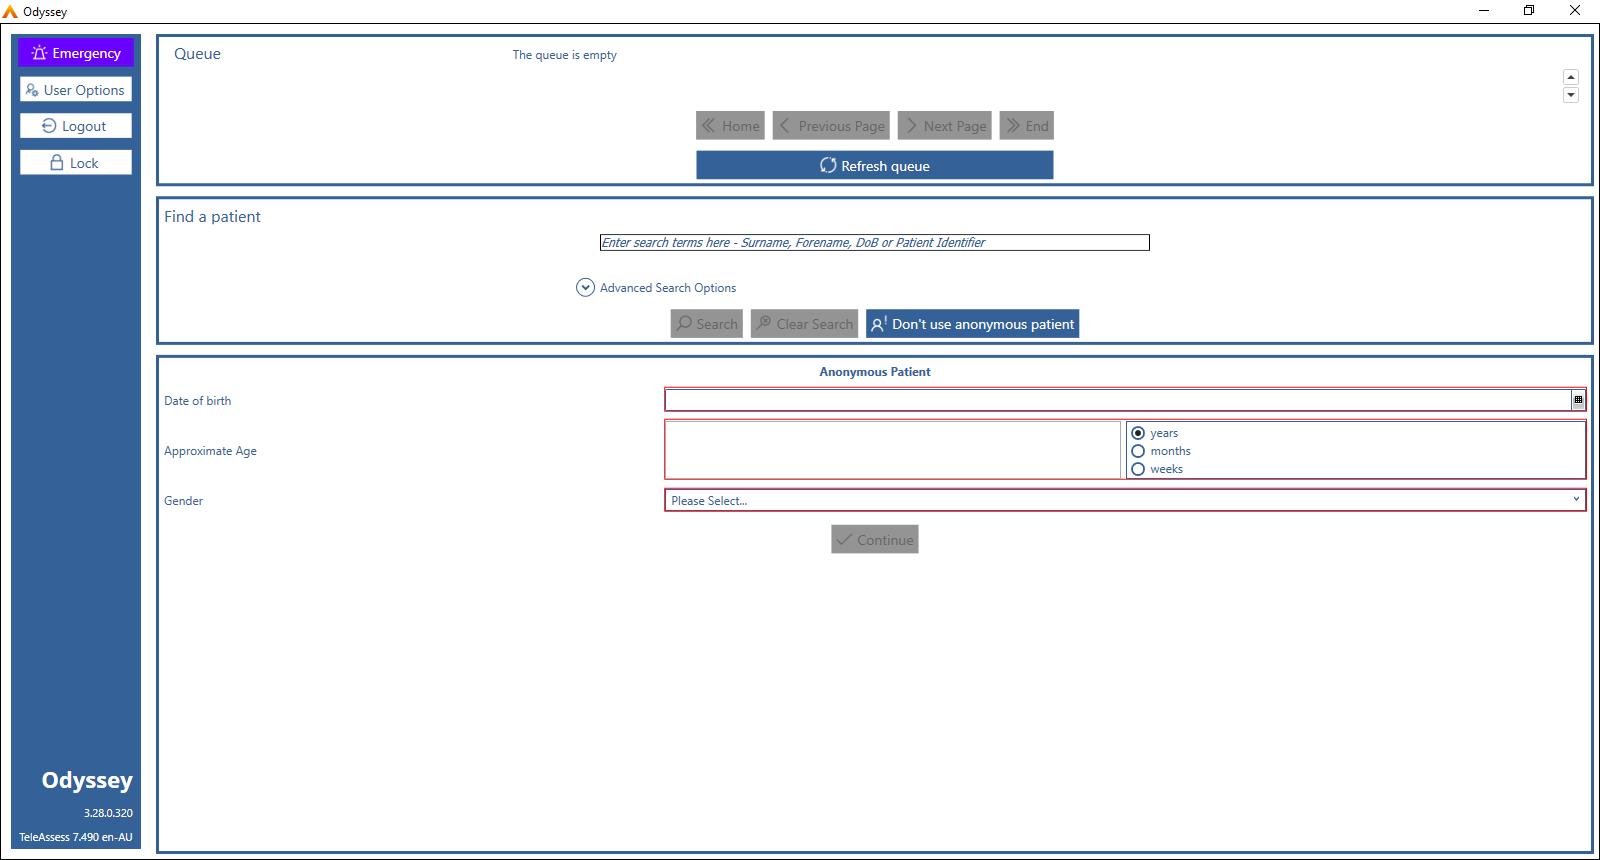 Odyssey
Emergency
User Options
Logout
Lock
Queue
The queue is empty
Home
Previous Page
Next Page
End
Refresh queue
Find a patient
Enter search terms here - Surname, Forename, DoB or Patient Identifier
Advanced Search Options
Search
Clear Search
Don't use anonymous patient
Anonymous Patient
Date of birth
Approximate Age
years
months
weeks
Gender
Please Select...
Continue
Odyssey
3.28.0.320
TeleAssess 7.490 en-AU